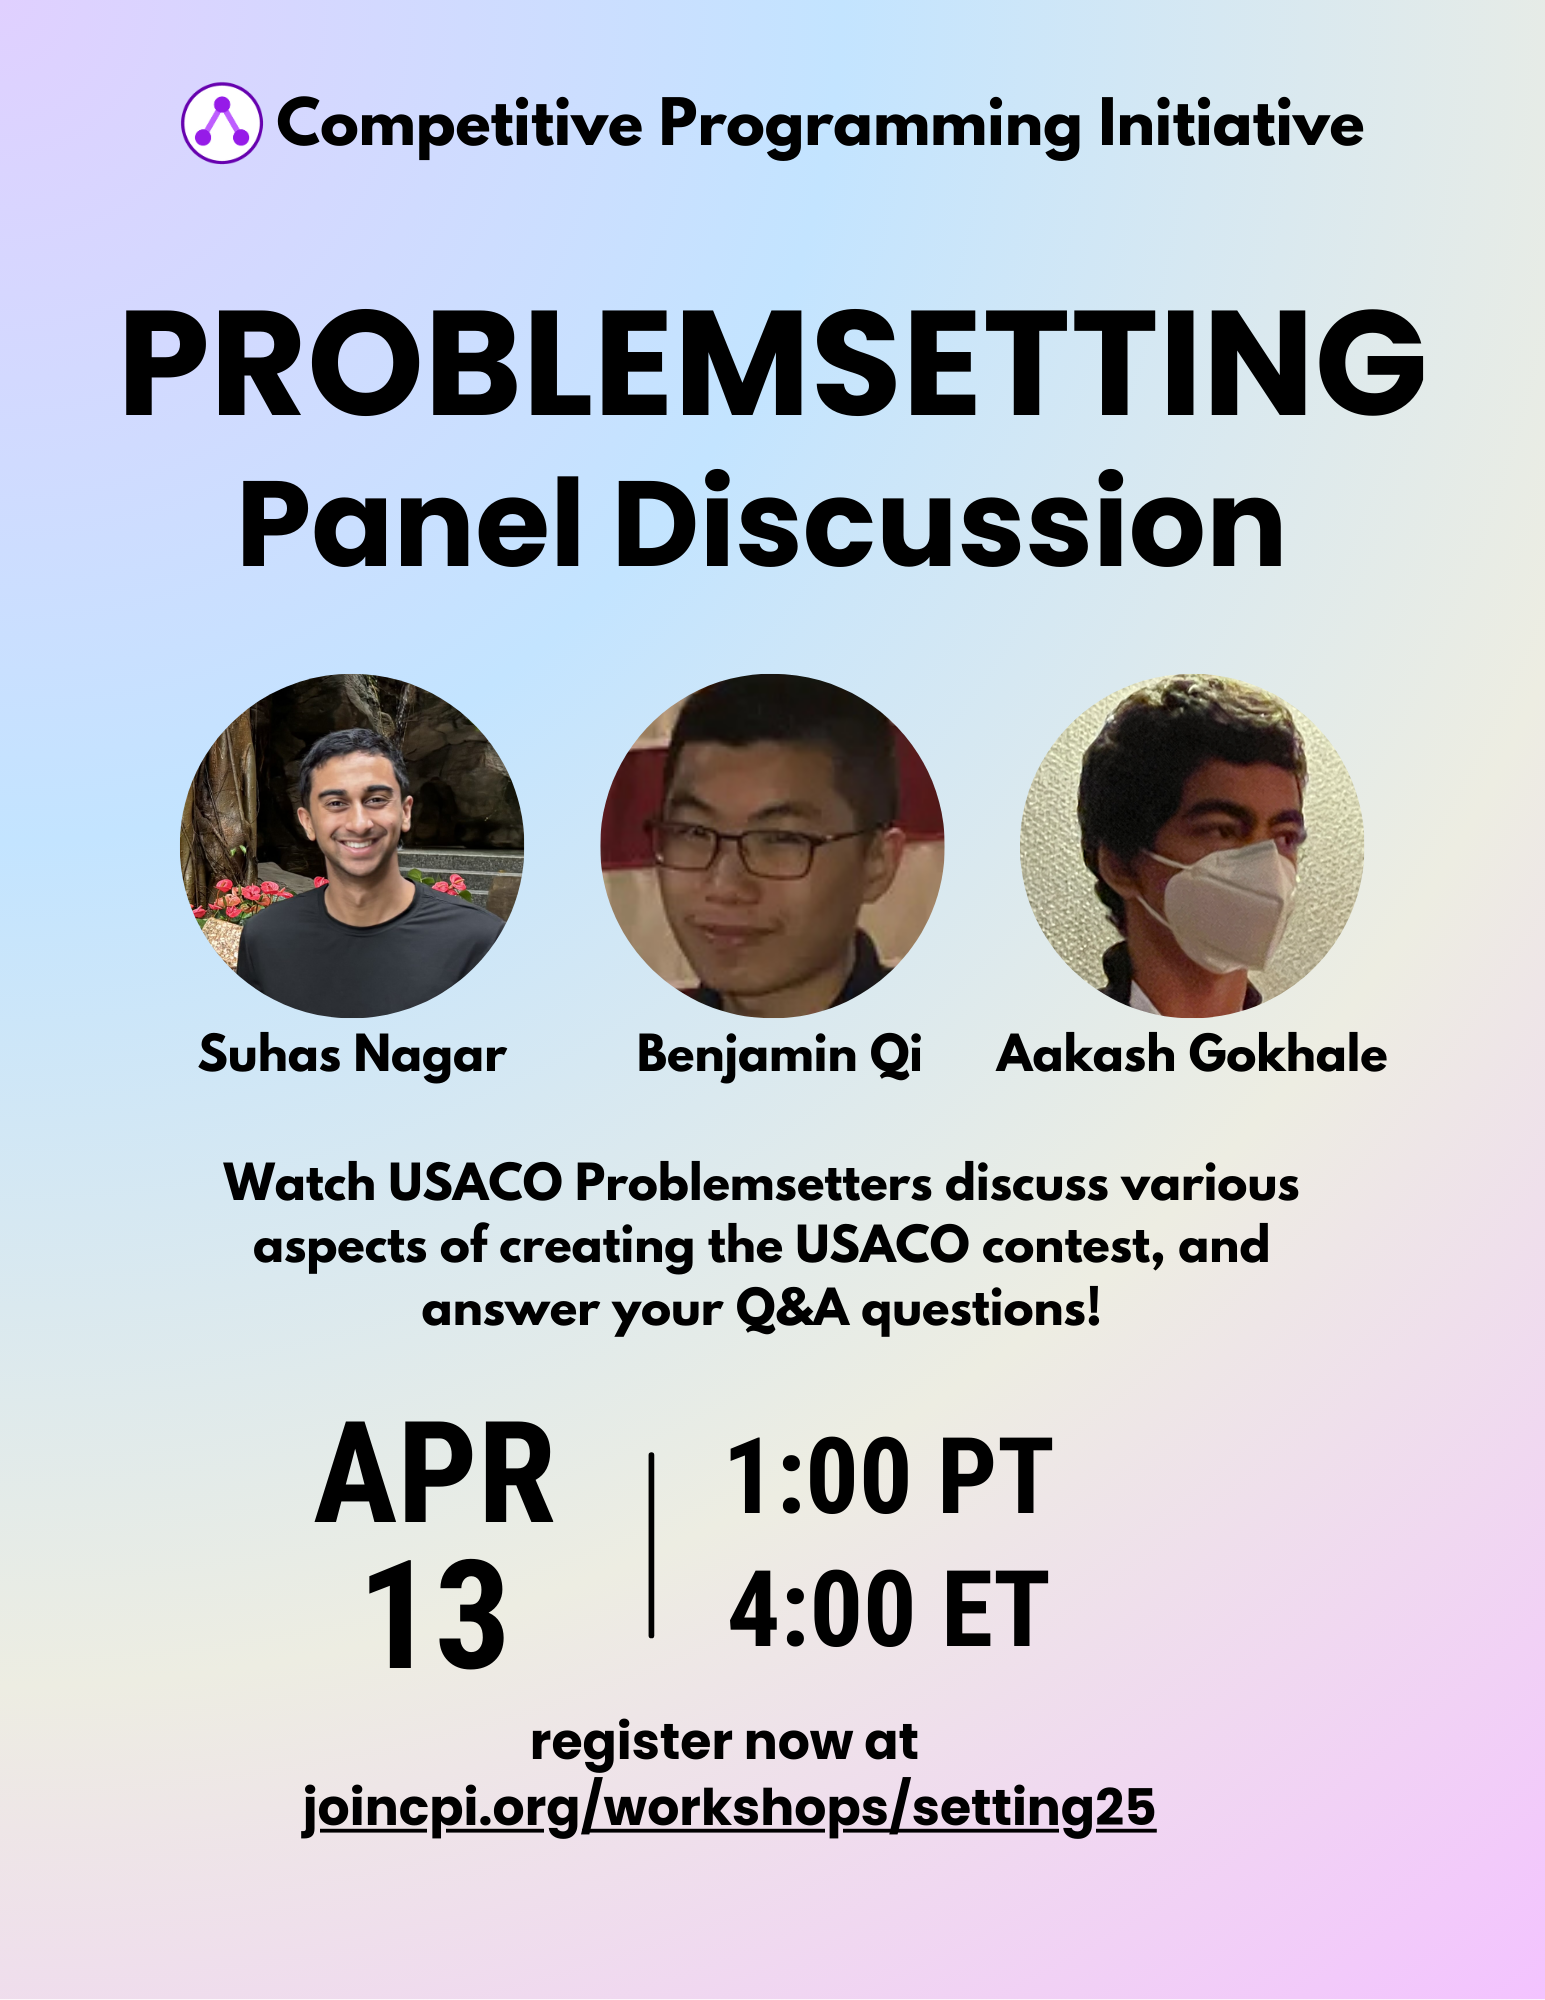 Competitive Programming Initiative
PROBLEMSETTING
Panel Discussion
Suhas Nagar
Benjamin Qi
Aakash Gokhale
Watch USACO Problemsetters discuss various
aspects of creating the USACO contest, and
answer your Q&A questions!
APR
13
1:00 PT
4:00 ET
register now at
joincpi.org/workshops/setting25